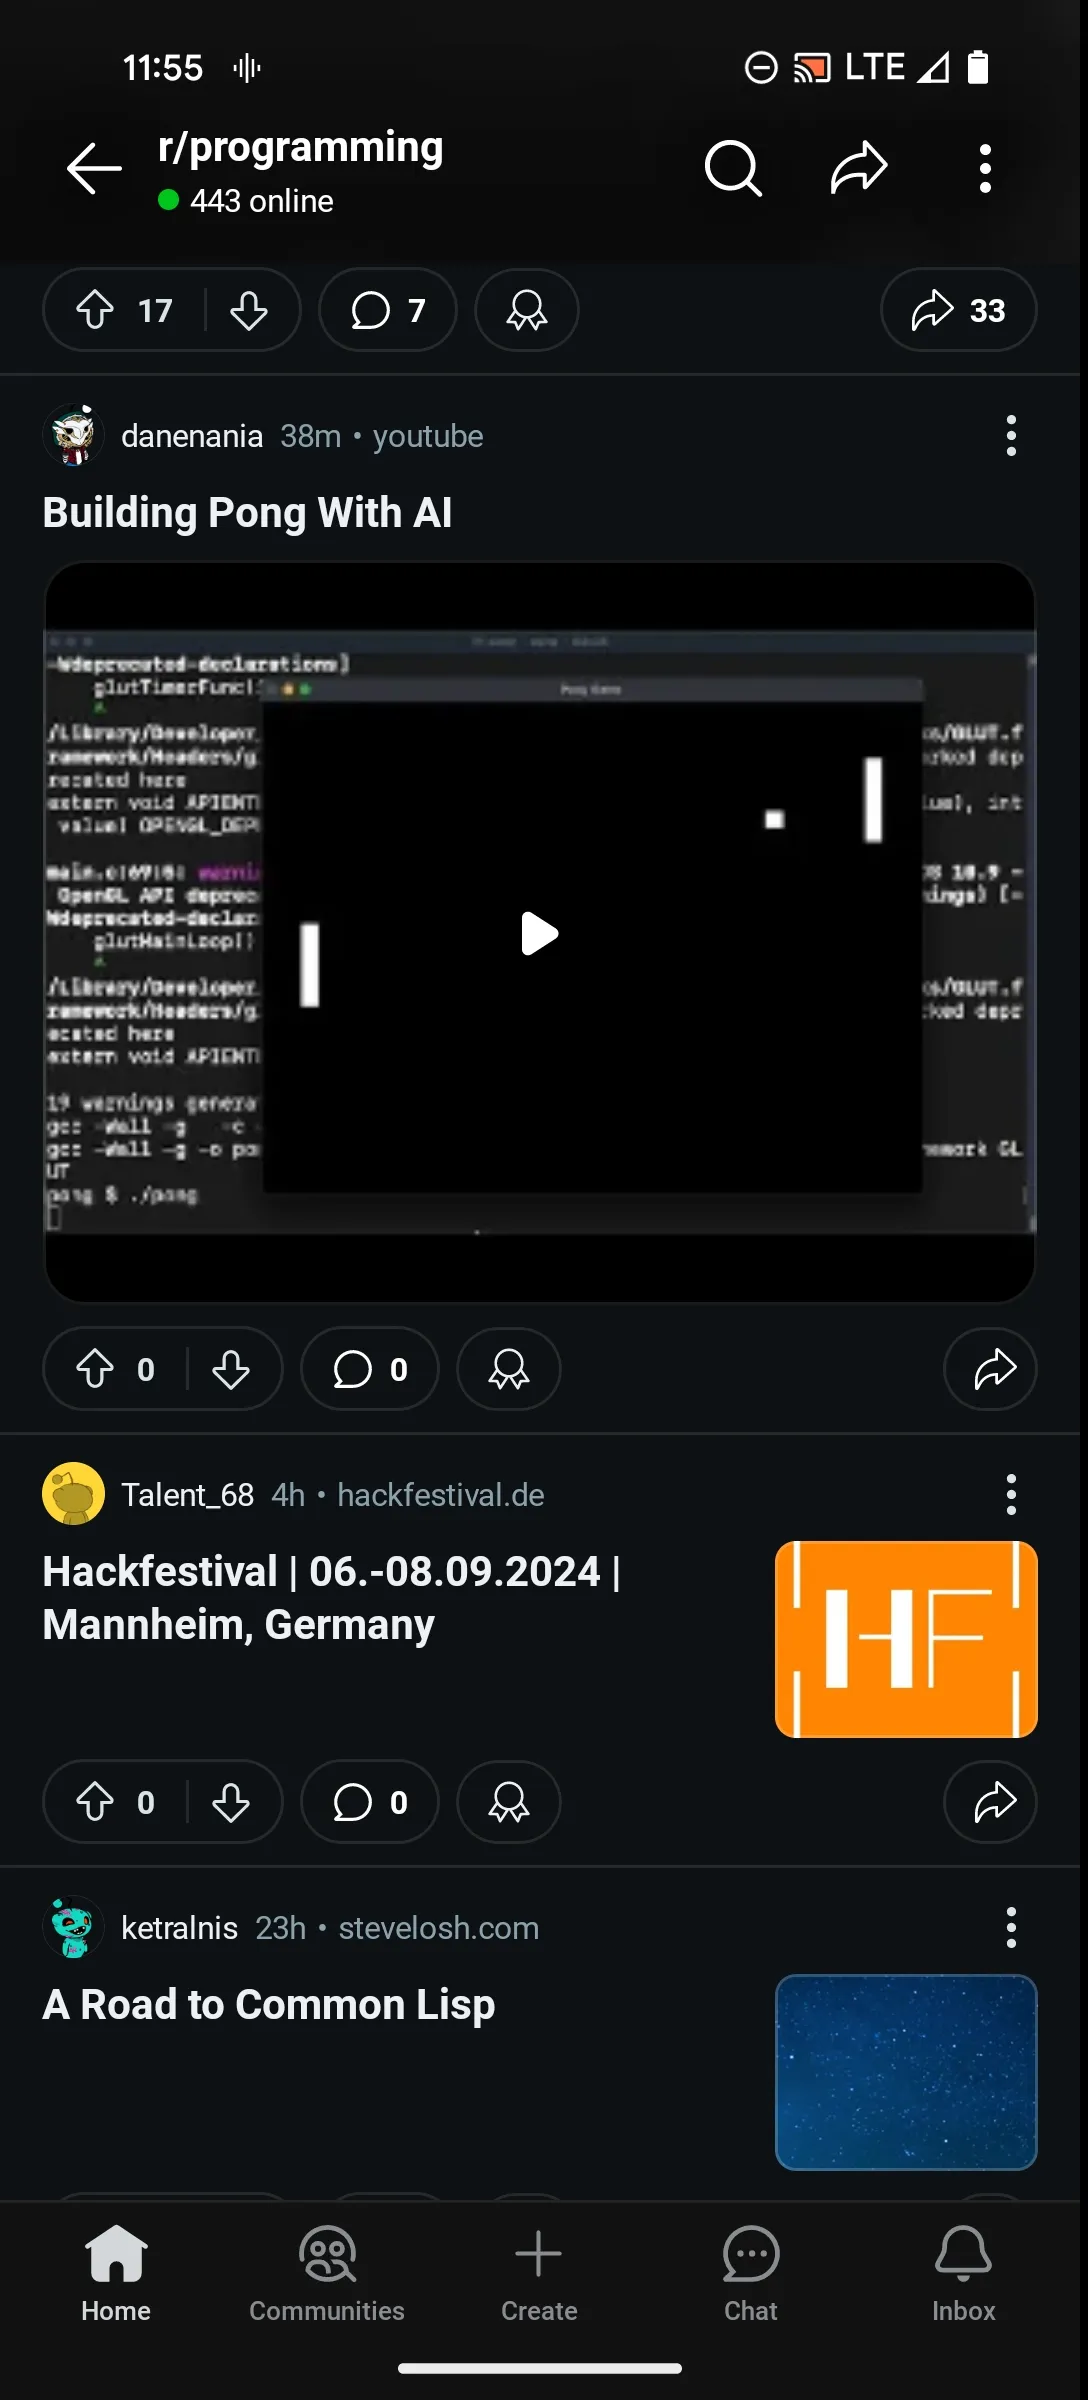 11:55
LTE
r/programming
443 online
17
7
33
danenania 38m • youtube
Building Pong With AI
-Wdeprecated-declarations]
glutTimerFunc(
/Library/Developer
ramework/Headers/g
recated here
extern void APIENT
value) OPENGL_DEP
OpenGL API deprec
Wdeprecated-declar
glutMainLoop()
/Library/Developer
ramework/Headers/g
ecated here
extern void APIENT
19 warnings genera
gcc -Wall -g -c
gcc -Wall -g -o po
UT
pong $ ./pong
0
0
Talent_68 4h • hackfestival.de
Hackfestival | 06.-08.09.2024 |
Mannheim, Germany
HF
0
0
ketralnis 23h • stevelosh.com
A Road to Common Lisp
Home
Communities
Create
Chat
Inbox